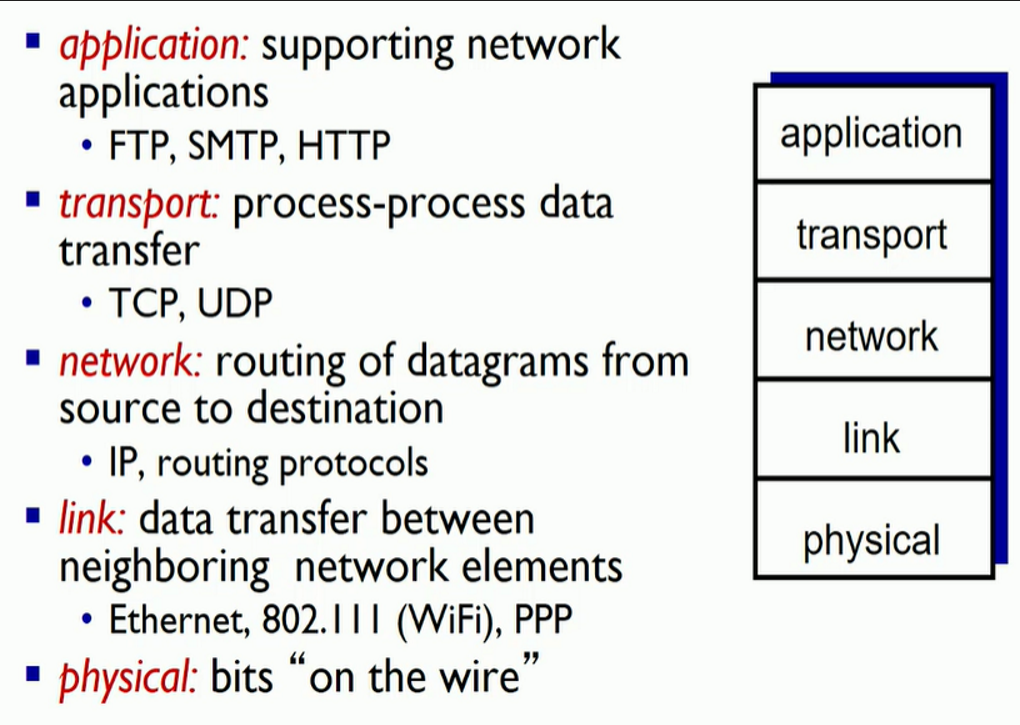 application: supporting network
applications
• FTP, SMTP, HTTP
transport: process-process data
transfer
• TCP, UDP
network: routing of datagrams from
source to destination
• IP, routing protocols
link: data transfer between
neighboring network elements
• Ethernet, 802.111 (WiFi), PPP
physical: bits “on the wire”
application
transport
network
link
physical